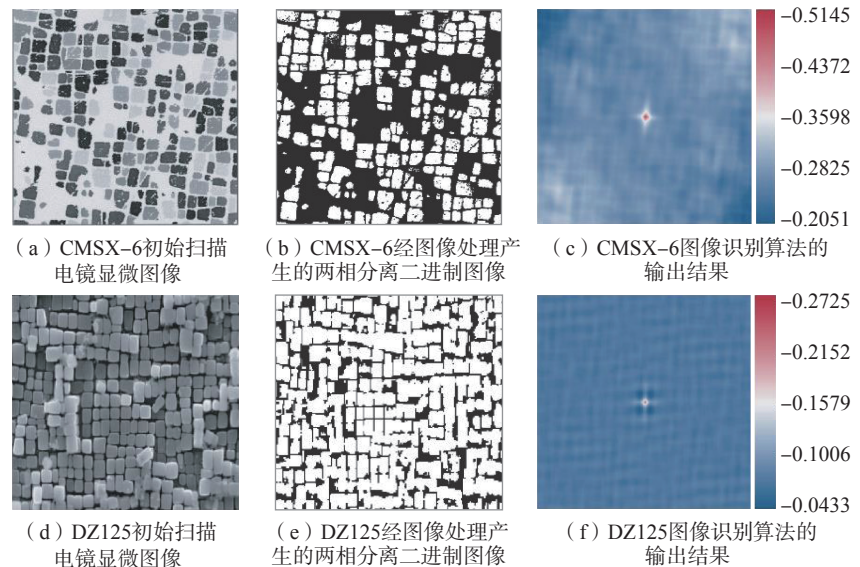 –0.5145
–0.4372
–0.3598
–0.2825
–0.2051
（a）CMSX–6初始扫描
电镜显微图像
（b）CMSX–6经图像处理产
生的两相分离二进制图像
（c）CMSX–6图像识别算法的
输出结果
–0.2725
–0.2152
–0.1579
–0.1006
–0.0433
（d）DZ125初始扫描
电镜显微图像
（e）DZ125经图像处理产
生的两相分离二进制图像
（f）DZ125图像识别算法的
输出结果